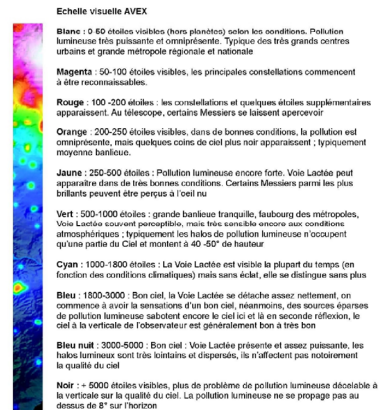 Echelle visuelle AVEX
Blanc : 0-50 étoiles visibles (hors planètes) selon les conditions. Pollution
lumineuse très puissante et omniprésente. Typique des très grands centres
urbains et grande métropole régionale et nationale
Magenta : 50-100 étoiles visibles, les principales constellations commencent
à être reconnaissables.
Rouge : 100 -200 étoiles : les constellations et quelques étoiles supplémentaires
apparaissent. Au télescope, certains Messiers se laissent apercevoir
Orange : 200-250 étoiles visibles, dans de bonnes conditions, la pollution est
omniprésente, mais quelques coins de ciel plus noir apparaissent ; typiquement
moyenne banlieue.
Jaune : 250-500 étoiles : Pollution lumineuse encore forte. Voie Lactée peut
apparaitre dans de très bonnes conditions. Certains Messiers parmi les plus
brillants peuvent être perçus à l'oeil nu
Vert : 500-1000 étoiles : grande banlieue tranquille, faubourg des métropoles,
Voie Lactée souvent perceptible, mais très sensible encore aux conditions
atmosphériques ; typiquement les halos de pollution lumineuse n'occupent
qu'une partie du Ciel et montent à 40 -50° de hauteur
Cyan : 1000-1800 étoiles : La Voie Lactée est visible la plupart du temps (en
fonction des conditions climatiques) mais sans éclat, elle se distingue sans plus
Bleu : 1800-3000 : Bon ciel, la Voie Lactée se détache assez nettement, on
commence à avoir la sensations d'un bon ciel, néanmoins, des sources éparses
de pollution lumineuse sabotent encore le ciel ici et là en seconde réflexion, le
ciel à la verticale de l'observateur est généralement bon à très bon
Bleu nuit : 3000-5000 : Bon ciel : Voie Lactée présente et assez puissante, les
halos lumineux sont très lointains et dispersés, ils n'affectent pas notoirement
la qualité du ciel
Noir : + 5000 étoiles visibles, plus de problème de pollution lumineuse décelable à
la verticale sur la qualité du ciel. La pollution lumineuse ne se propage pas au
dessus de 8° sur l'horizon